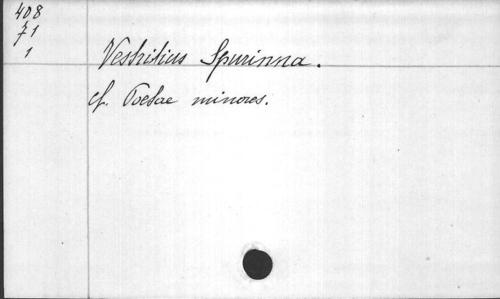 408
71
1
Vestritius Spurinna.
cf. Poetae minores.